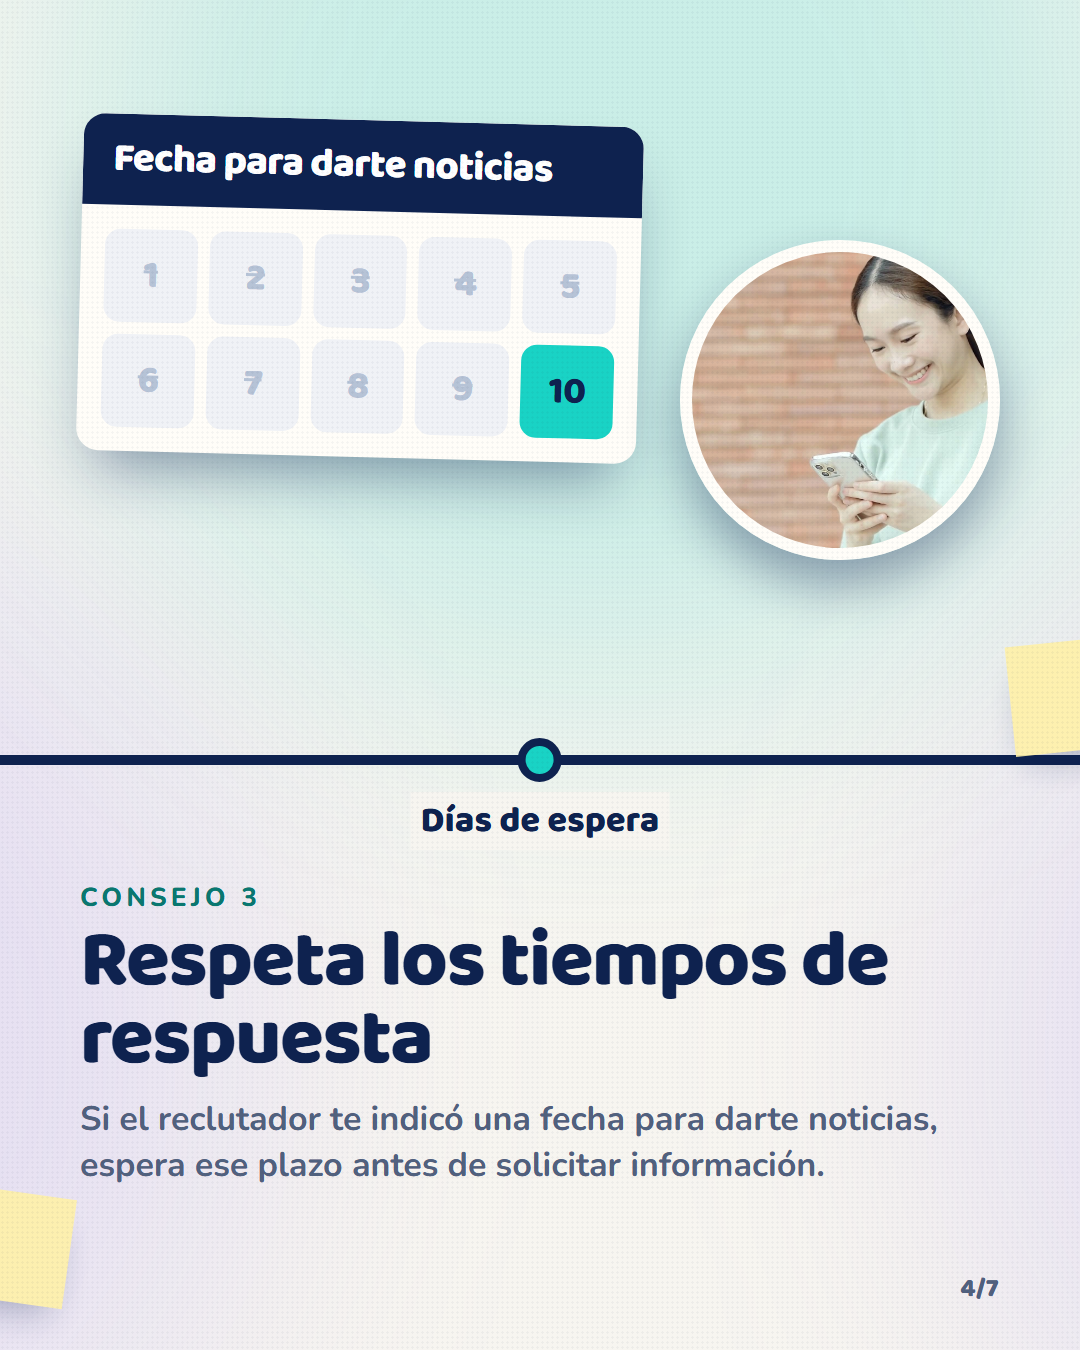 Fecha para darte noticias
1 2 3 4 5
6 7 8 9 10
Días de espera
CONSEJO 3
Respeta los tiempos de
respuesta
Si el reclutador te indicó una fecha para darte noticias,
espera ese plazo antes de solicitar información.
4/7